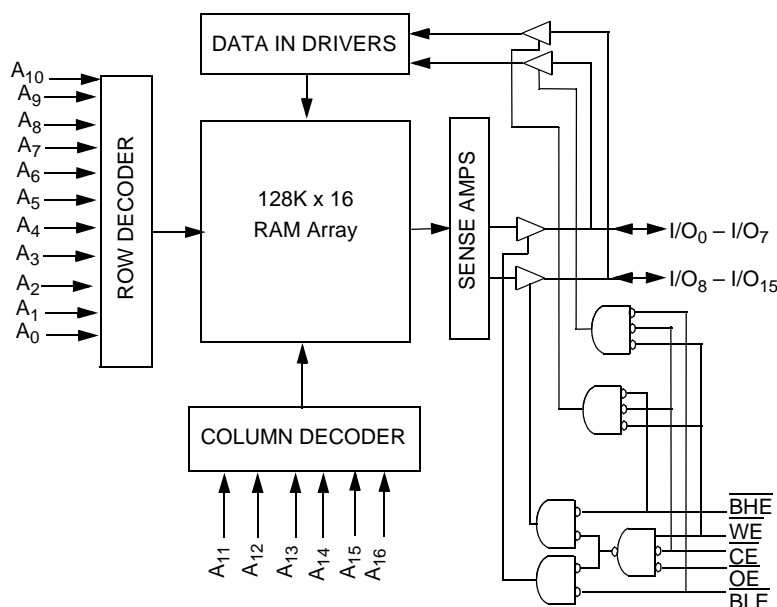 DATA IN DRIVERS
A10
A9
A8
A7
A6
A5
A4
A3
A2
A1
A0
ROW DECODER
128K x 16
RAM Array
SENSE AMPS
I/O0 – I/O7
I/O8 – I/O15
COLUMN DECODER
A11
A12
A13
A14
A15
A16
BHE
WE
CE
OE
BLE